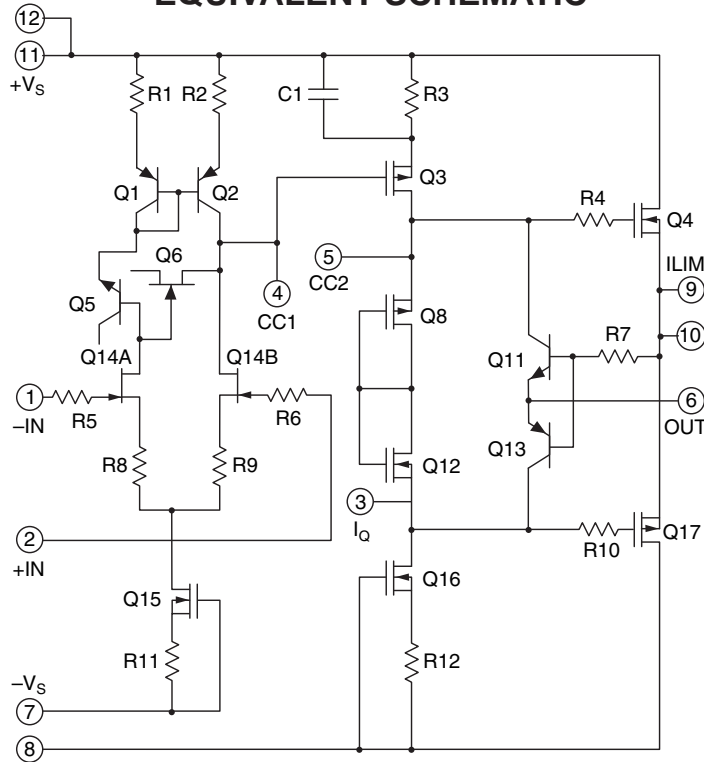 EQUIVALENT SCHEMATIC
12
11
+VS
R1
R2
C1
R3
Q1
Q2
Q3
R4
Q4
Q6
5
CC2
ILIM
9
Q5
4
CC1
Q8
10
Q14A
Q14B
Q11
R7
1
–IN
R5
R6
6
OUT
Q13
R8
R9
Q12
3
IQ
2
+IN
R10
Q17
Q15
Q16
R11
R12
–VS
7
8